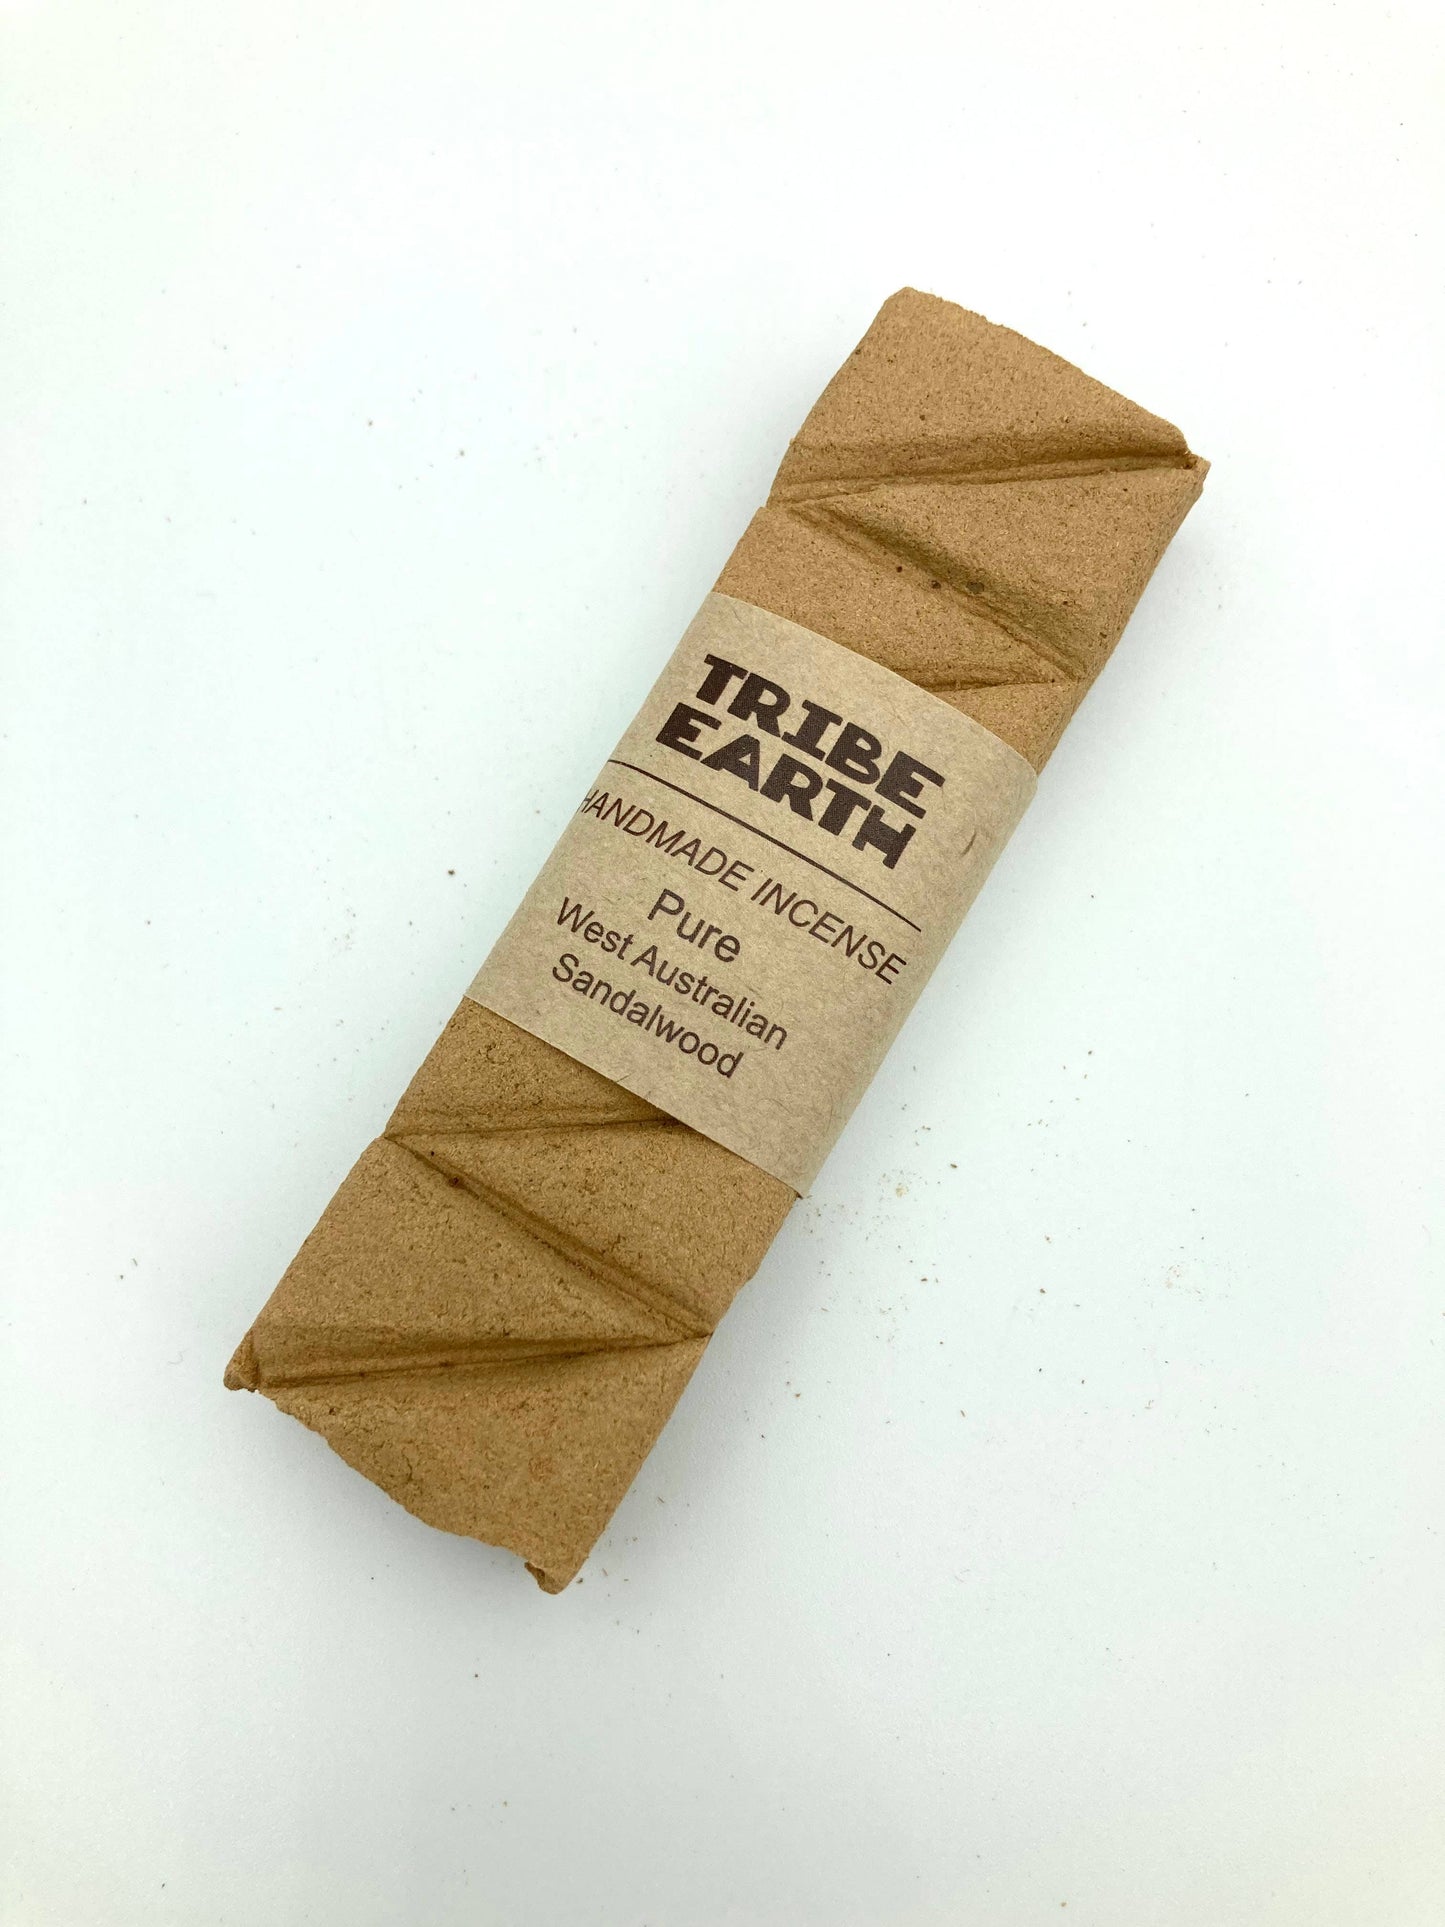 TRIBE
EARTH
HANDMADE INCENSE
Pure
West Australian
Sandalwood